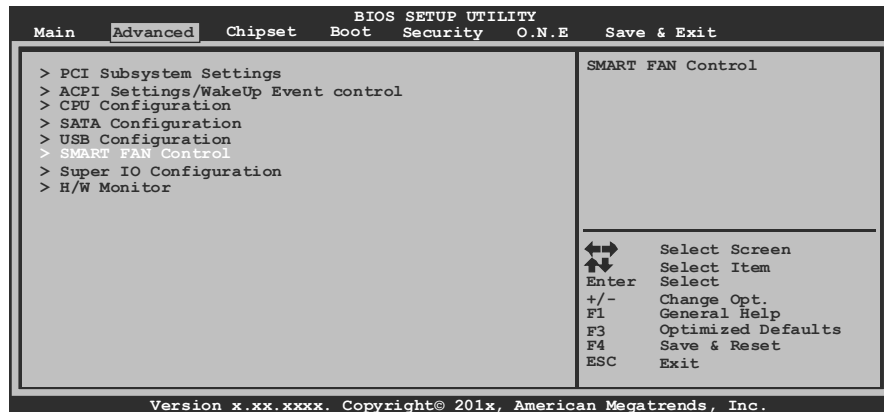 BIOS SETUP UTILITY
Main Advanced Chipset Boot Security O.N.E Save & Exit
> PCI Subsystem Settings
> ACPI Settings/WakeUp Event control
> CPU Configuration
> SATA Configuration
> USB Configuration
> SMART FAN Control
> Super IO Configuration
> H/W Monitor
SMART FAN Control
Select Screen
Select Item
Enter Select
+/- Change Opt.
F1 General Help
F3 Optimized Defaults
F4 Save & Reset
ESC Exit
Version x.xx.xxxx. Copyright© 201x, American Megatrends, Inc.